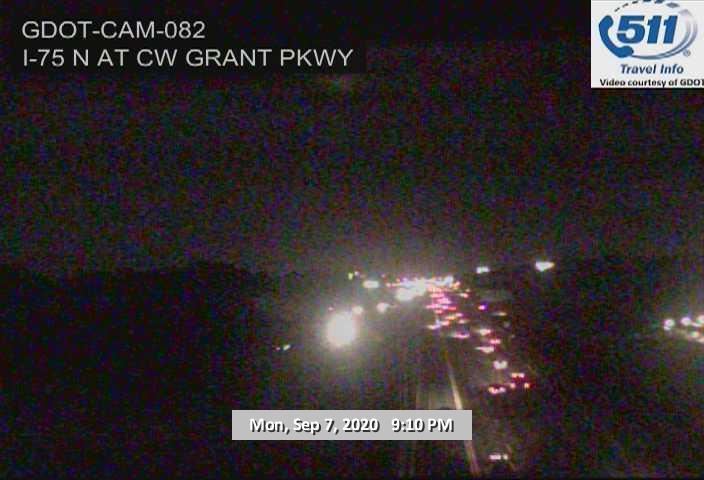 GDOT-CAM-082
I-75 N AT CW GRANT PKWY
511
Travel Info
Video courtesy of GDOT
Mon, Sep 7, 2020 9:10 PM